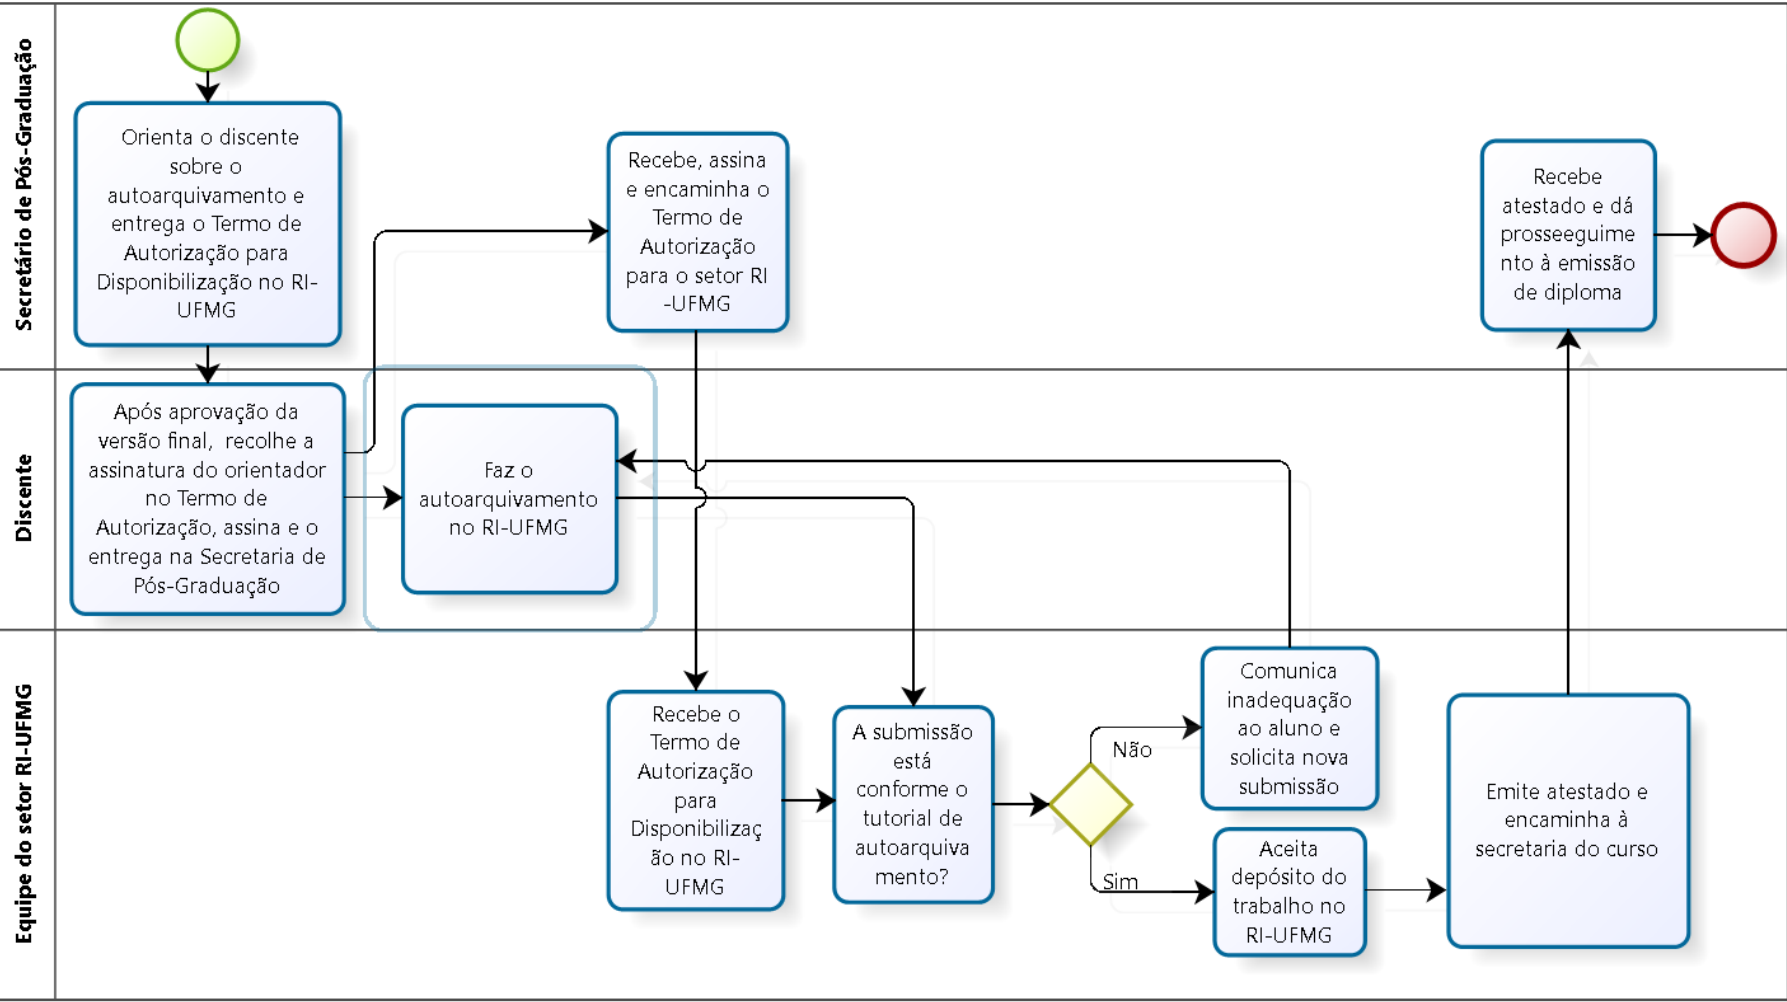 Secretário de Pós-Graduação
Orienta o discente
sobre o
autoarquivamento e
entrega o Termo de
Autorização para
Disponibilização no RI-
UFMG
Recebe, assina
e encaminha o
Termo de
Autorização
para o setor RI
-UFMG
Recebe
atestado e dá
prosseeguime
nto à emissão
de diploma
Discente
Após aprovação da
versão final, recolhe a
assinatura do orientador
no Termo de
Autorização, assina e o
entrega na Secretaria de
Pós-Graduação
Faz o
autoarquivamento
no RI-UFMG
Equipe do setor RI-UFMG
Recebe o
Termo de
Autorização
para
Disponibilizaç
ão no RI-
UFMG
A submissão
está
conforme o
tutorial de
autoarquiva
mento?
Não
Comunica
inadequação
ao aluno e
solicita nova
submissão
Sim
Aceita
depósito do
trabalho no
RI-UFMG
Emite atestado e
encaminha à
secretaria do curso